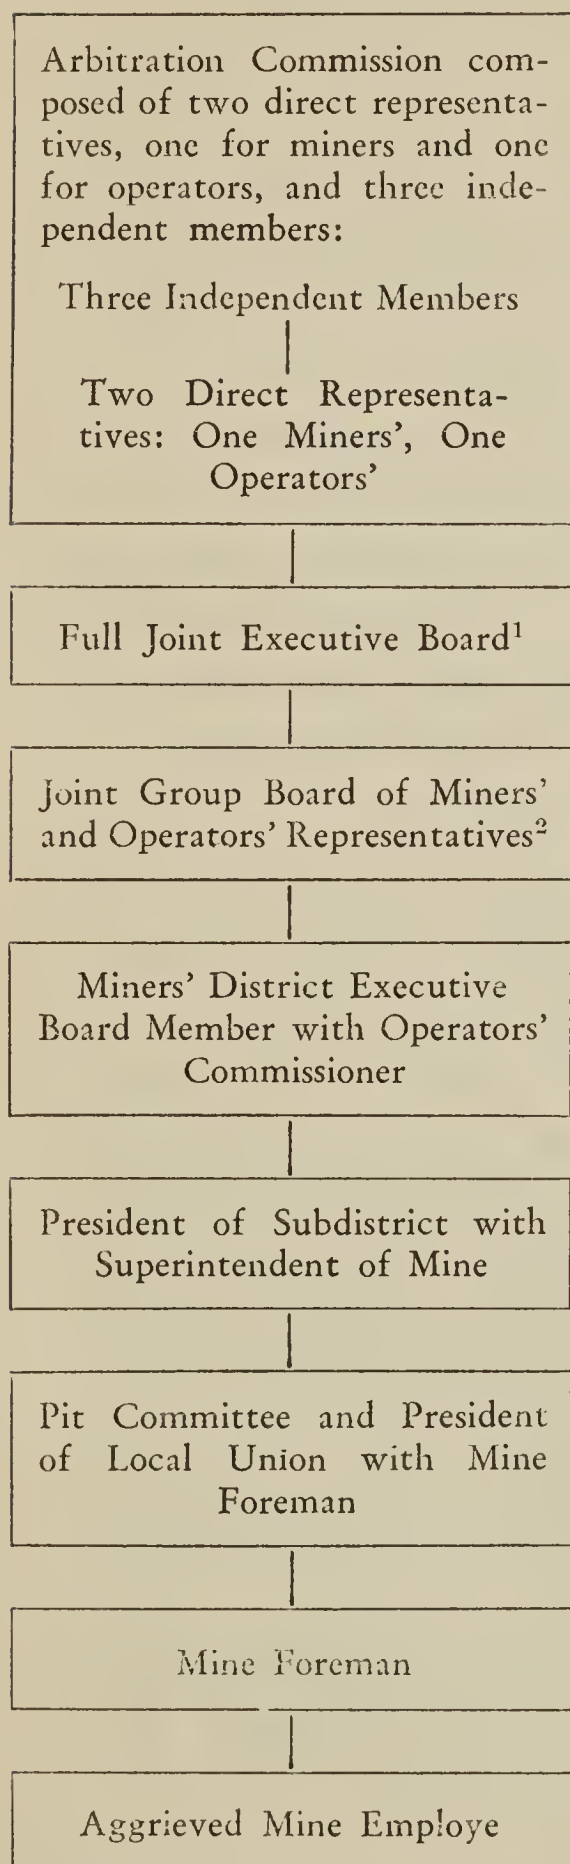 Arbitration Commission com-
posed of two direct representa-
tives, one for miners and one
for operators, and three inde-
pendent members:
Three Independent Members
Two Direct Representa-
tives: One Miners', One
Operators'
Full Joint Executive Board¹
Joint Group Board of Miners'
and Operators' Representatives²
Miners' District Executive
Board Member with Operators'
Commissioner
President of Subdistrict with
Superintendent of Mine
Pit Committee and President
of Local Union with Mine
Foreman
Mine Foreman
Aggrieved Mine Employe